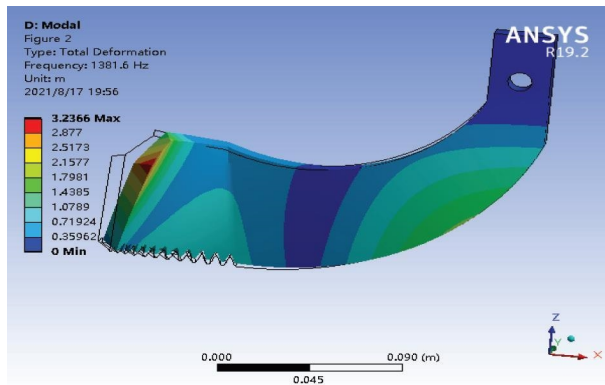 D: Modal
Figure 2
Type: Total Deformation
Frequency: 1381.6 Hz
Unit: m
2021/8/17 19:56
ANSYS
R19.2
3.2366 Max
2.877
2.5173
2.1577
1.7981
1.4385
1.0789
0.71924
0.35962
0 Min
Z
Y
X
0.000
0.090 (m)
0.045